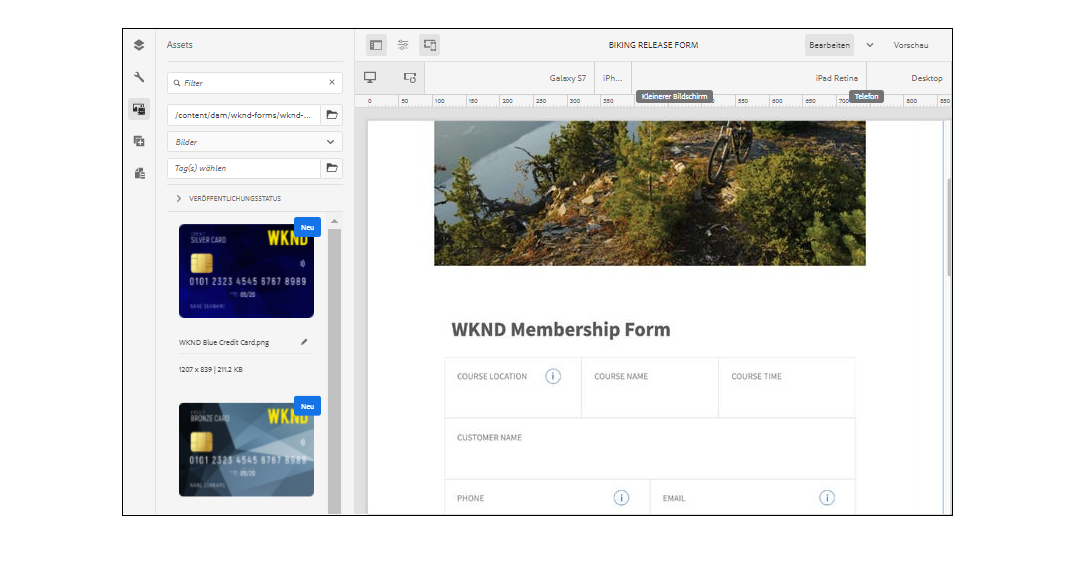 Assets
BIKING RELEASE FORM
Bearbeiten
Vorschau
Filter
Galaxy S7
iPh...
iPad Retina
Desktop
Kleinerer Bildschirm
Telefon
0 50 100 150 200 250 300 350 550 600 650 700 800 850
/content/dam/wknd-forms/wknd-...
Bilder
Tag(s) wählen
VERÖFFENTLICHUNGSSTATUS
Neu
CREDIT
SILVER CARD
WKND
0101 2323 4545 6767 8989
05/20
WKND Blue Credit Card.png
1207 x 839 | 211.2 KB
Neu
CREDIT
BRONZE CARD
WKND
0101 2323 4545 6767 8989
05/20
WKND Membership Form
COURSE LOCATION
COURSE NAME
COURSE TIME
CUSTOMER NAME
PHONE
EMAIL